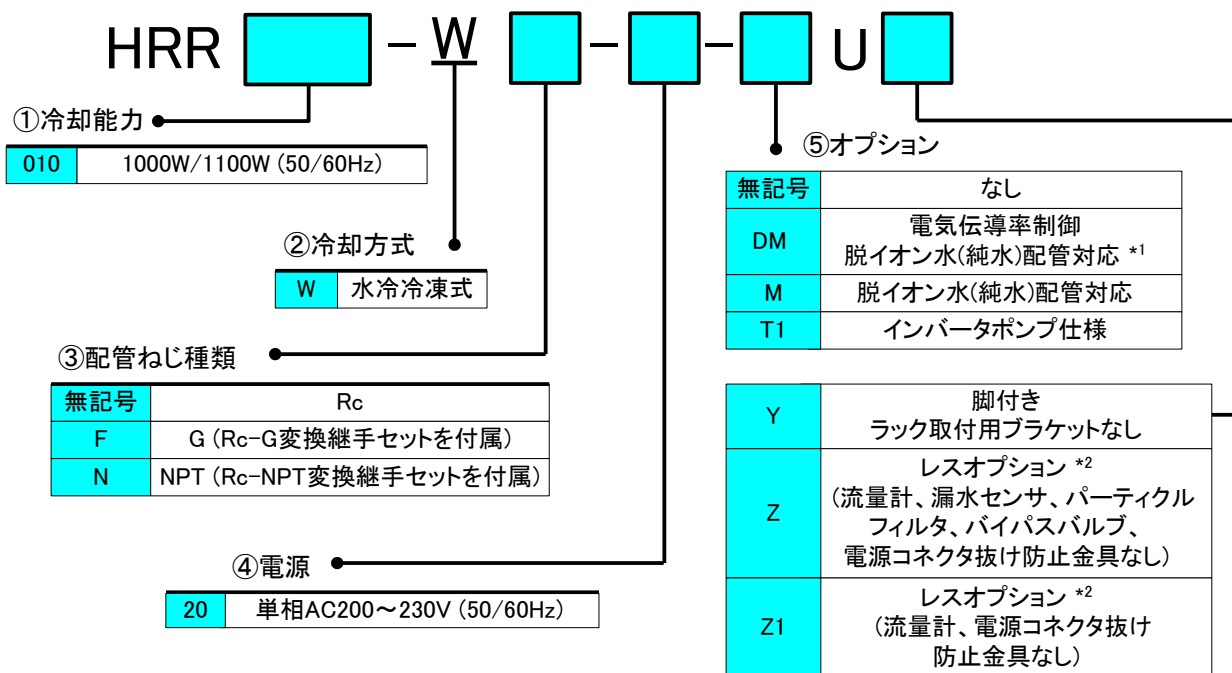 HRR - W - - U
①冷却能力
010 1000W/1100W (50/60Hz)
②冷却方式
W 水冷冷凍式
③配管ねじ種類
無記号 Rc
F G (Rc-G変換継手セットを付属)
N NPT (Rc-NPT変換継手セットを付属)
④電源
20 単相AC200～230V (50/60Hz)
⑤オプション
無記号 なし
DM 電気伝導率制御
脱イオン水(純水)配管対応 *1
M 脱イオン水(純水)配管対応
T1 インバータポンプ仕様
Y 脚付き
ラック取付用ブラケットなし
Z レスオプション *2
(流量計、漏水センサ、パーティクル
フィルタ、バイパスバルブ、
電源コネクタ抜け防止金具なし)
Z1 レスオプション *2
(流量計、電源コネクタ抜け
防止金具なし)